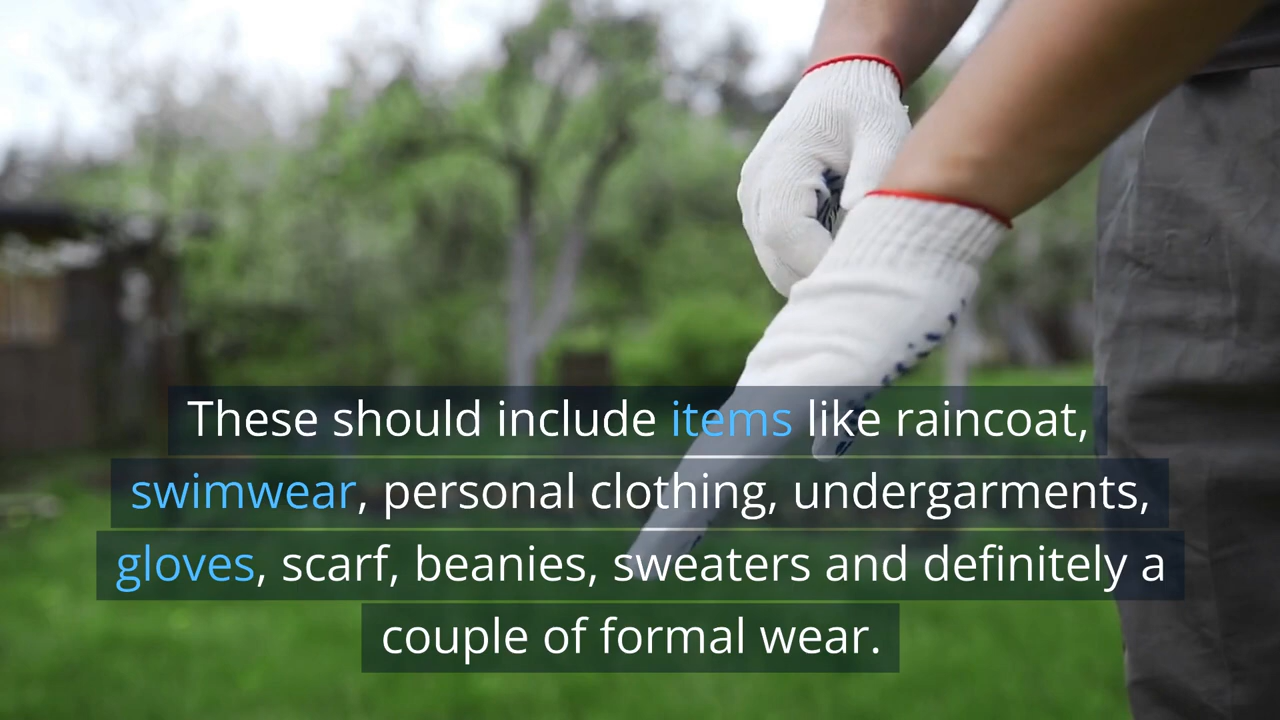 These should include items like raincoat,
swimwear, personal clothing, undergarments,
gloves, scarf, beanies, sweaters and definitely a
couple of formal wear.